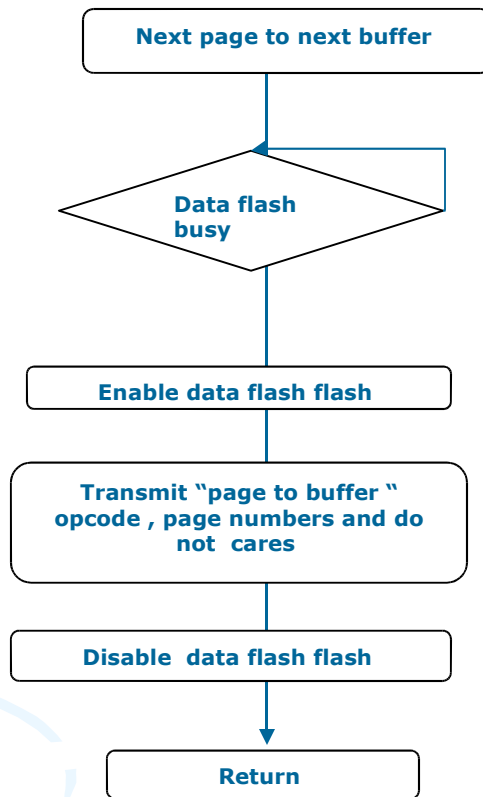 Next page to next buffer
Data flash
busy
Enable data flash flash
Transmit “page to buffer “
opcode , page numbers and do
not cares
Disable data flash flash
Return